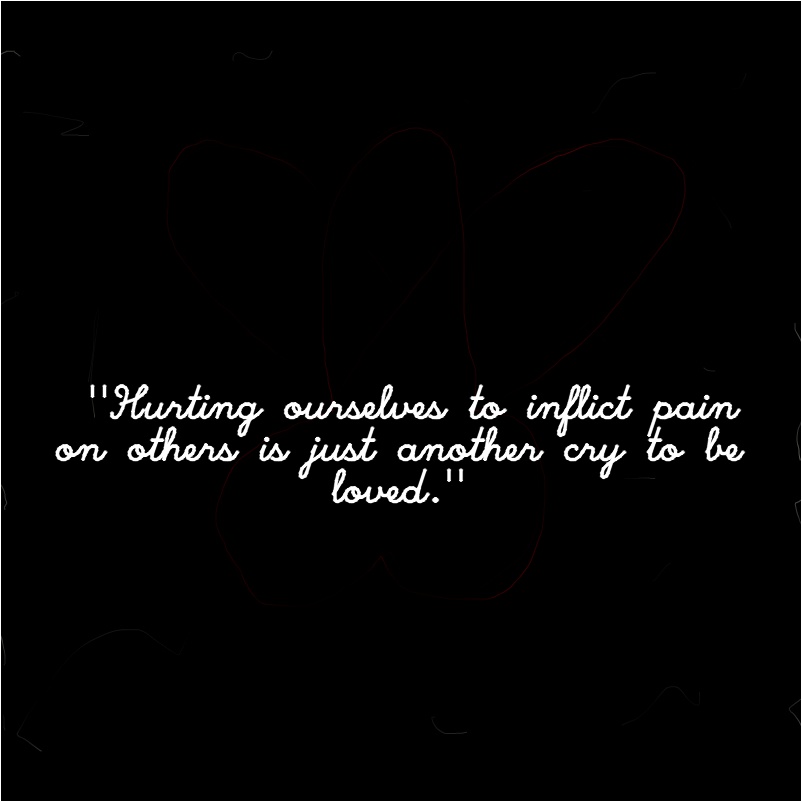 "Hurting ourselves to inflict pain
on others is just another cry to be
loved."